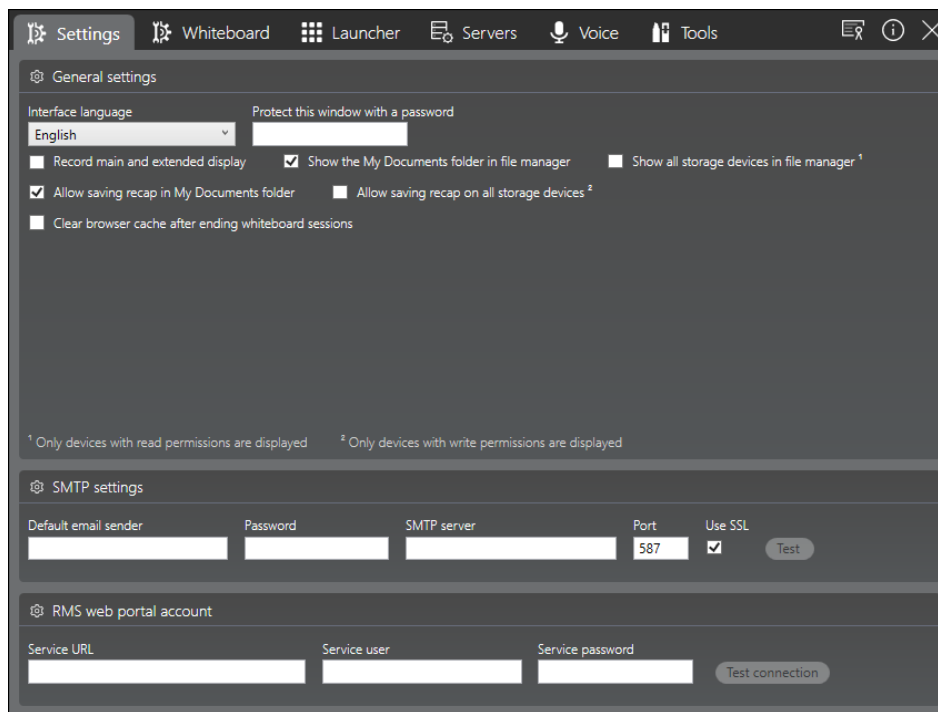 Settings Whiteboard Launcher Servers Voice Tools
General settings
Interface language Protect this window with a password
English
Record main and extended display Show the My Documents folder in file manager Show all storage devices in file manager ¹
Allow saving recap in My Documents folder Allow saving recap on all storage devices ²
Clear browser cache after ending whiteboard sessions
¹ Only devices with read permissions are displayed ² Only devices with write permissions are displayed
SMTP settings
Default email sender Password SMTP server Port Use SSL
587 Test
RMS web portal account
Service URL Service user Service password
Test connection